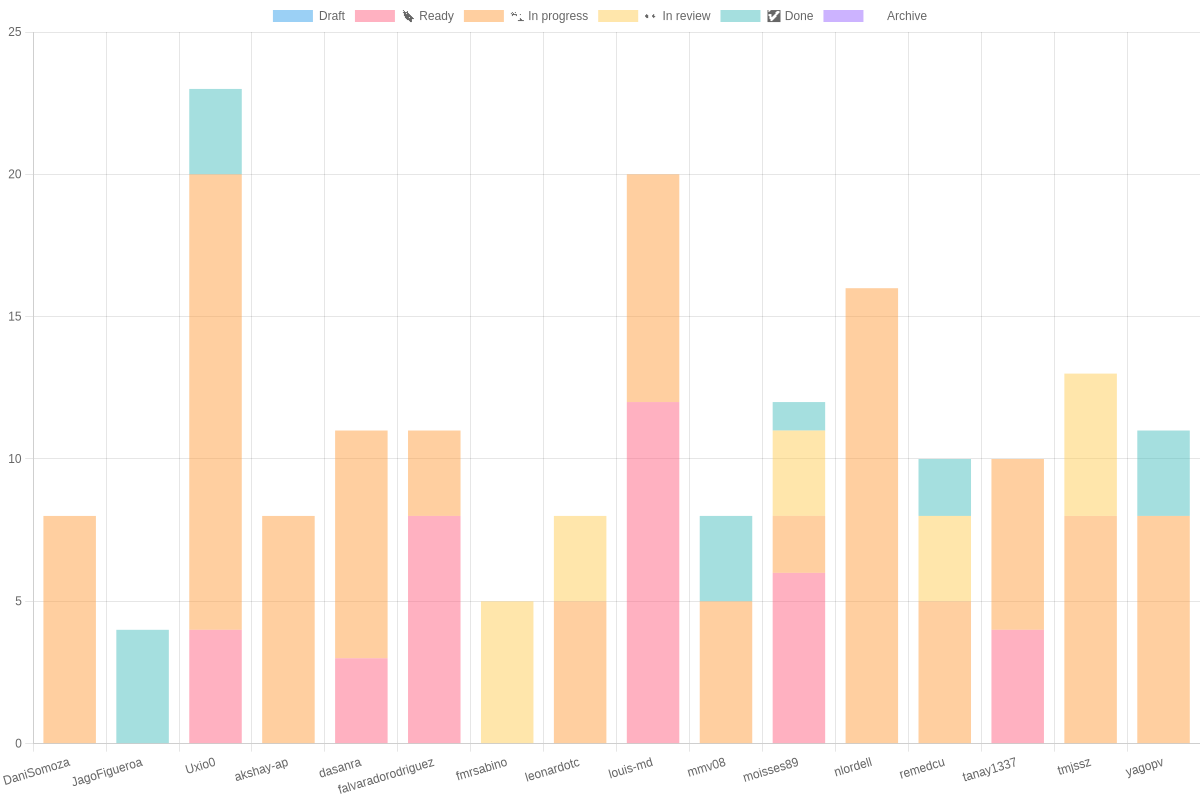 Draft Ready In progress In review Done Archive
25
20
15
10
5
0
DaniSomoza
JagoFigueroa
Uxio0
akshay-ap
dasanra
falvaradorodriguez
fmrsabino
leonardotc
louis-md
mmv08
moisses89
nlordell
remedcu
tanay1337
tmjssz
yagopv